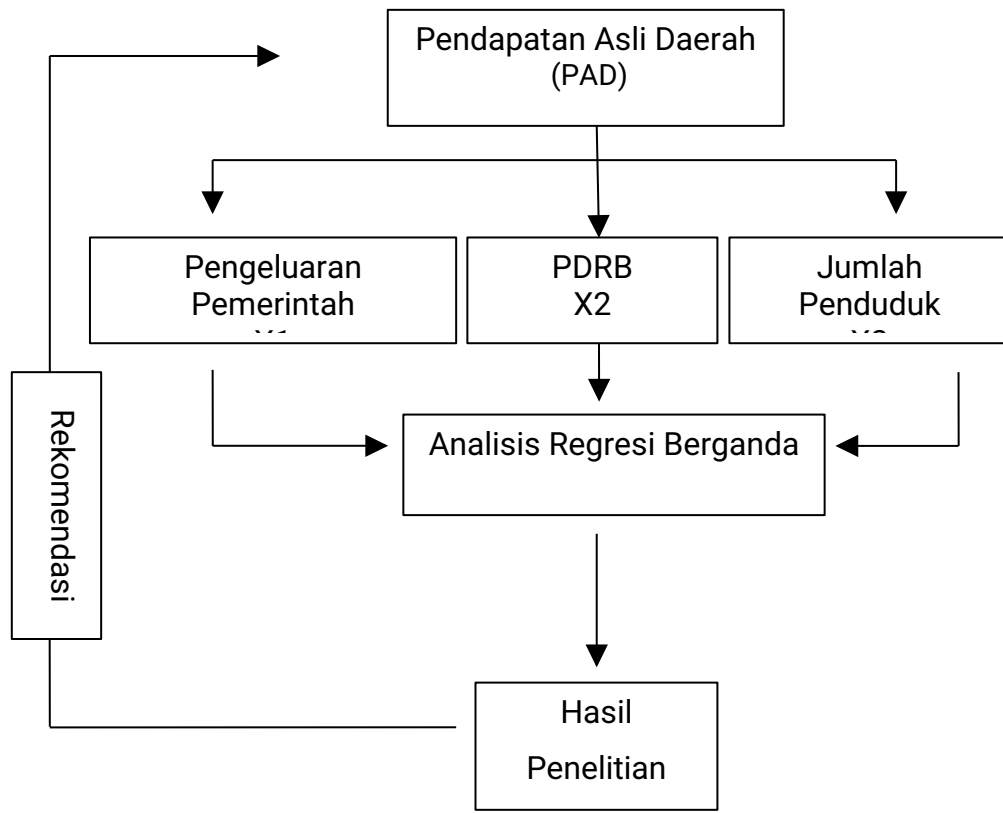 Pendapatan Asli Daerah
(PAD)
Pengeluaran
Pemerintah
PDRB
X2
Jumlah
Penduduk
Rekomendasi
Analisis Regresi Berganda
Hasil
Penelitian